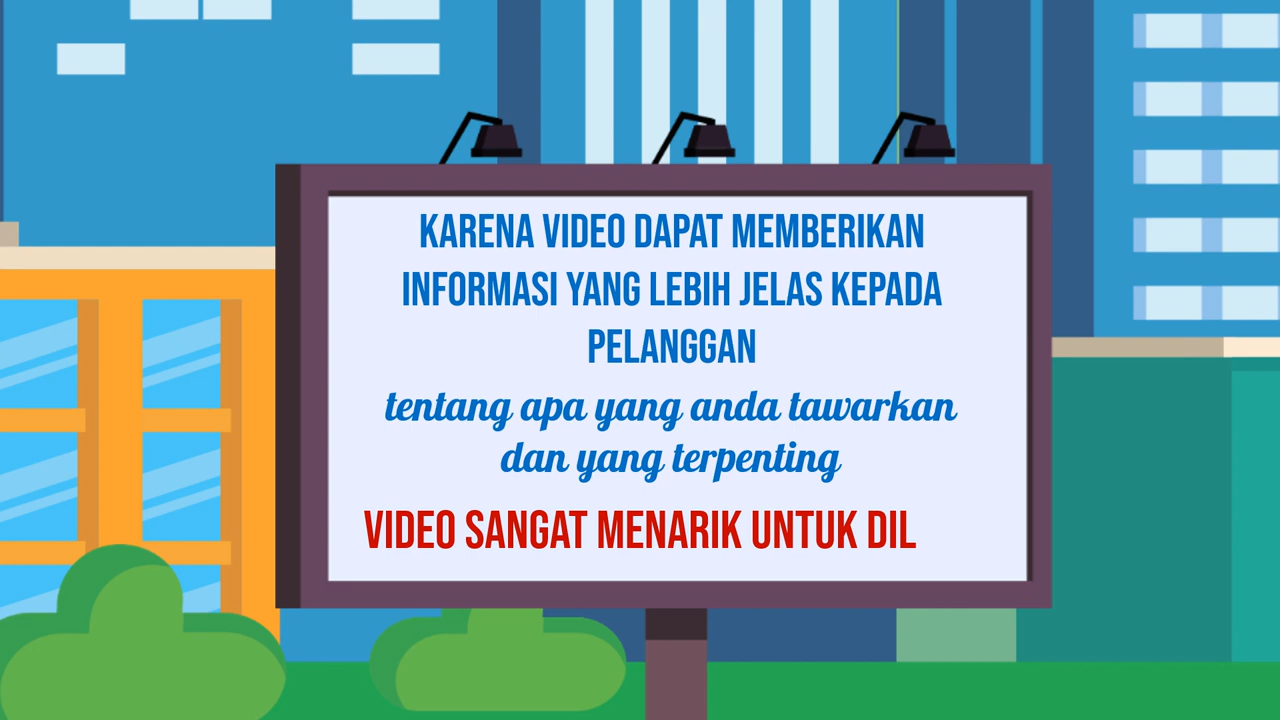 KARENA VIDEO DAPAT MEMBERIKAN
INFORMASI YANG LEBIH JELAS KEPADA
PELANGGAN
tentang apa yang anda tawarkan
dan yang terpenting
VIDEO SANGAT MENARIK UNTUK DIL